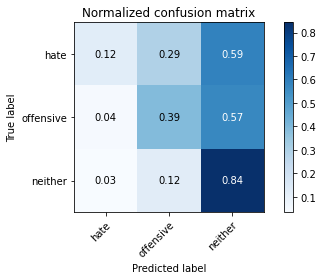 Normalized confusion matrix
True label
hate 0.12 0.29 0.59
offensive 0.04 0.39 0.57
neither 0.03 0.12 0.84
hate offensive neither
Predicted label
0.8
0.7
0.6
0.5
0.4
0.3
0.2
0.1